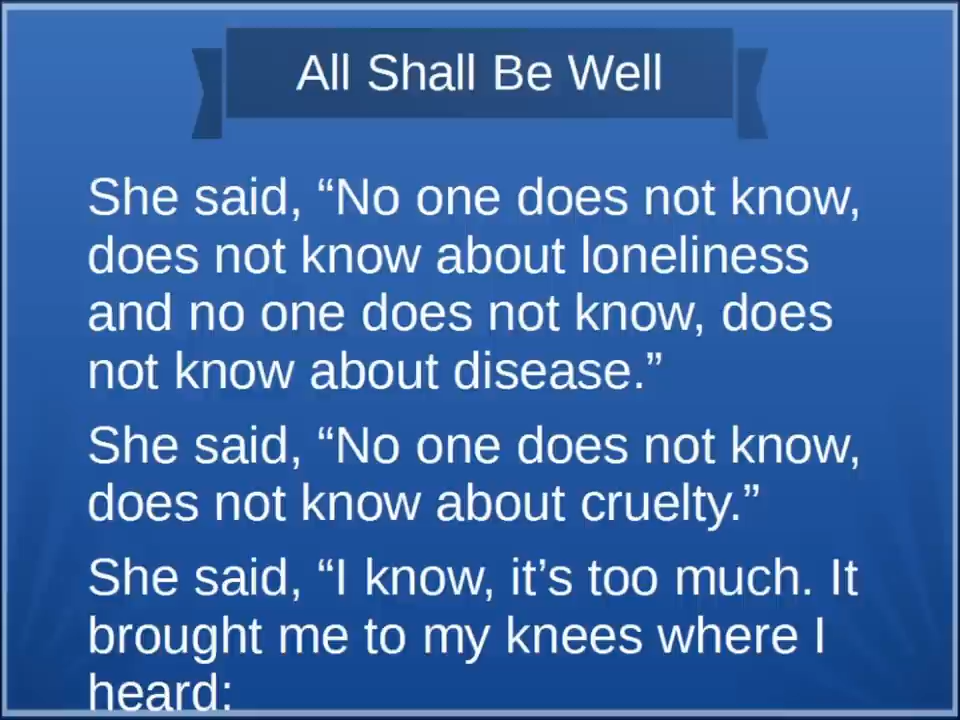 All Shall Be Well
She said, “No one does not know,
does not know about loneliness
and no one does not know, does
not know about disease.”
She said, “No one does not know,
does not know about cruelty.”
She said, “I know, it’s too much. It
brought me to my knees where I
heard: